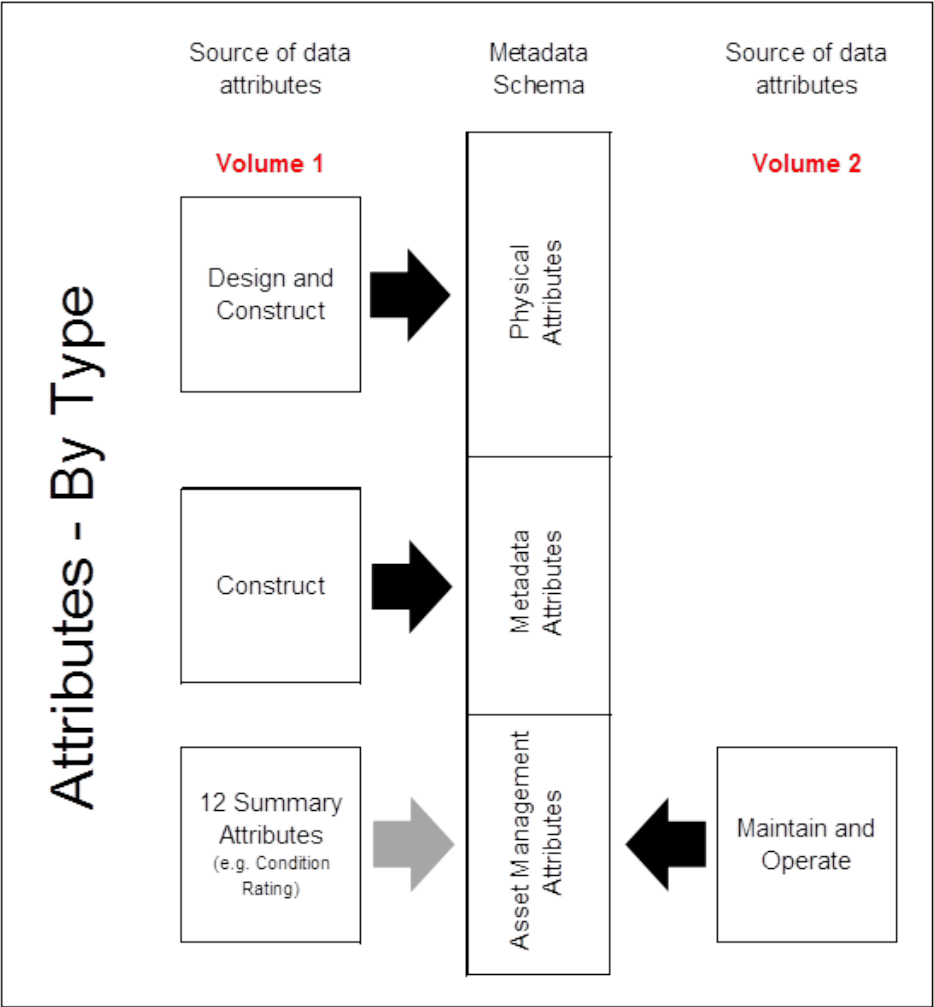 Source of data
attributes
Metadata
Schema
Source of data
attributes
Volume 1
Volume 2
Attributes - By Type
Design and
Construct
Physical
Attributes
Construct
Metadata
Attributes
12 Summary
Attributes
(e.g. Condition
Rating)
Asset Management
Attributes
Maintain and
Operate